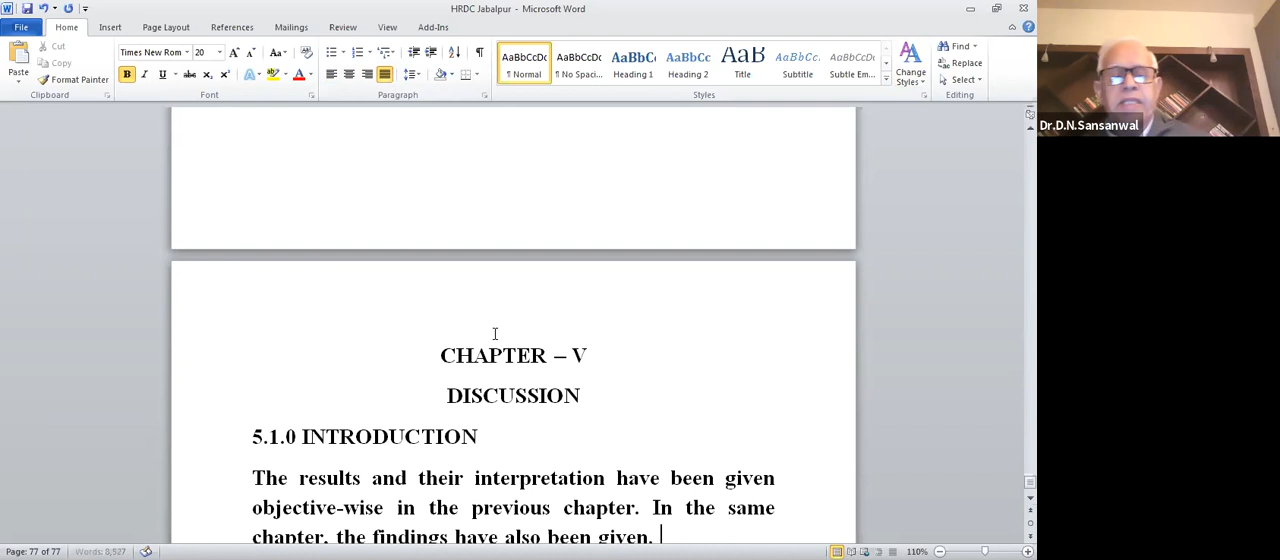 HRDC Jabalpur - Microsoft Word
File Home Insert Page Layout References Mailings Review View Add-Ins
Paste Cut Copy Format Painter
Clipboard
Times New Rom 20
B I U abc X₂ X² A A
Font
Paragraph
AaBbCcDc AaBbCcDc AaBbCc AaBbCc AaB AaBbCc. AaBbCcDc
¶ Normal ¶ No Spaci... Heading 1 Heading 2 Title Subtitle Subtle Em...
Styles
Change Styles
Find
Replace
Select
Editing
Dr.D.N.Sansanwal
CHAPTER – V
DISCUSSION
5.1.0 INTRODUCTION
The results and their interpretation have been given
objective-wise in the previous chapter. In the same
chapter, the findings have also been given.
Page: 77 of 77 Words: 8,527 110%